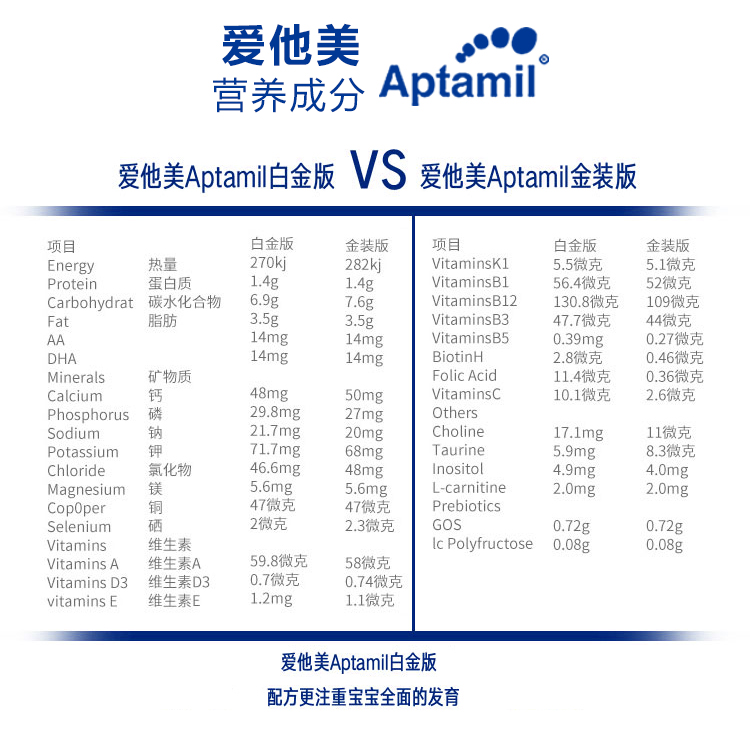 爱他美
营养成分 Aptamil
爱他美Aptamil白金版 VS 爱他美Aptamil金装版
项目 白金版 金装版
Energy 热量 270kj 282kj
Protein 蛋白质 1.4g 1.4g
Carbohydrat 碳水化合物 6.9g 7.6g
Fat 脂肪 3.5g 3.5g
AA 14mg 14mg
DHA 14mg 14mg
Minerals 矿物质
Calcium 钙 48mg 50mg
Phosphorus 磷 29.8mg 27mg
Sodium 钠 21.7mg 20mg
Potassium 钾 71.7mg 68mg
Chloride 氯化物 46.6mg 48mg
Magnesium 镁 5.6mg 5.6mg
Cop0per 铜 47微克 47微克
Selenium 硒 2微克 2.3微克
Vitamins 维生素
Vitamins A 维生素A 59.8微克 58微克
Vitamins D3 维生素D3 0.7微克 0.74微克
vitamins E 维生素E 1.2mg 1.1微克
项目 白金版 金装版
VitaminsK1 5.5微克 5.1微克
VitaminsB1 56.4微克 52微克
VitaminsB12 130.8微克 109微克
VitaminsB3 47.7微克 44微克
VitaminsB5 0.39mg 0.27微克
BiotinH 2.8微克 0.46微克
Folic Acid 11.4微克 0.36微克
VitaminsC 10.1微克 2.6微克
Others
Choline 17.1mg 11微克
Taurine 5.9mg 8.3微克
Inositol 4.9mg 4.0mg
L-carnitine 2.0mg 2.0mg
Prebiotics
GOS 0.72g 0.72g
lc Polyfructose 0.08g 0.08g
爱他美Aptamil白金版
配方更注重宝宝全面的发育